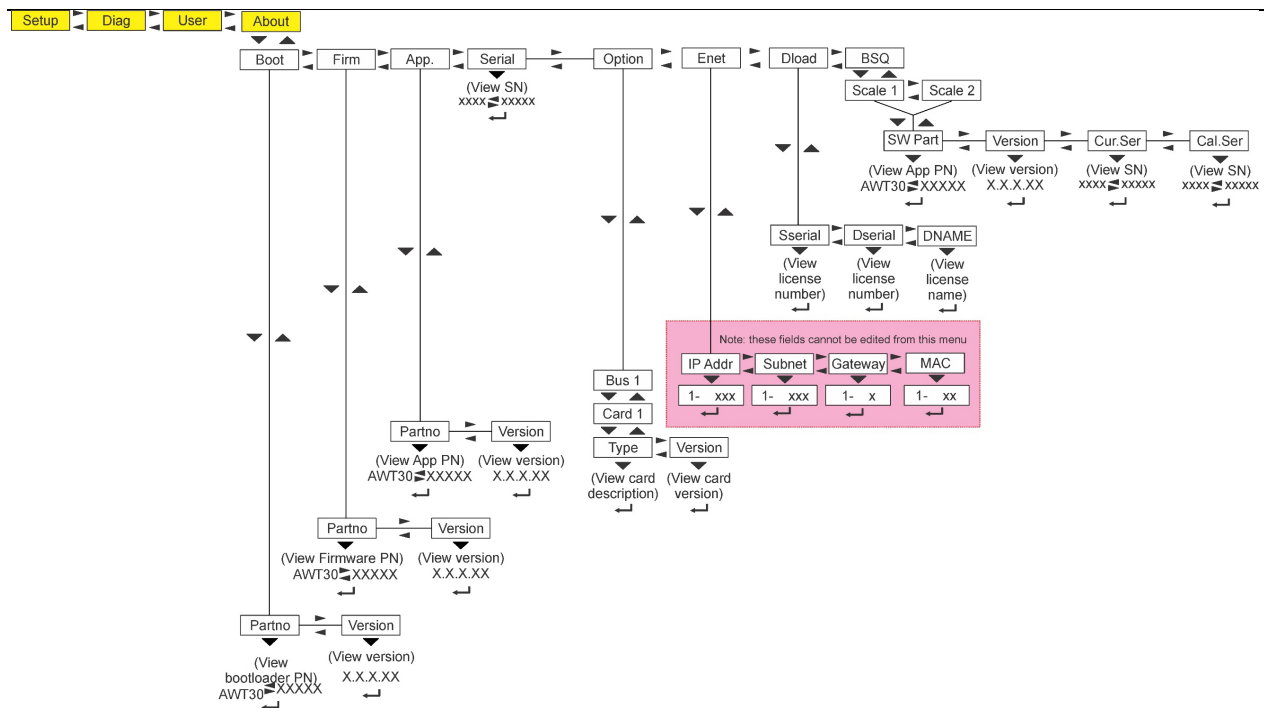 Setup Diag User About
Boot Firm App. Serial Option Enet Dload BSQ
(View SN)
xxxx xxxxx
Scale 1 Scale 2
SW Part Version Cur.Ser Cal.Ser
(View App PN) (View version) (View SN) (View SN)
AWT30 XXXXX X.X.X.XX xxxx xxxxx xxxx xxxxx
Sserial Dserial DNAME
(View
license
number)
(View
license
number)
(View
license
name)
Note: these fields cannot be edited from this menu
IP Addr Subnet Gateway MAC
1- xxx 1- xxx 1- x 1- xx
Bus 1
Card 1
Type Version
(View card
description)
(View card
version)
Partno Version
(View App PN) (View version)
AWT30 XXXXX X.X.X.XX
Partno Version
(View Firmware PN) (View version)
AWT30 XXXXX X.X.X.XX
Partno Version
(View
bootloader PN)
AWT30 XXXXX
(View version)
X.X.X.XX